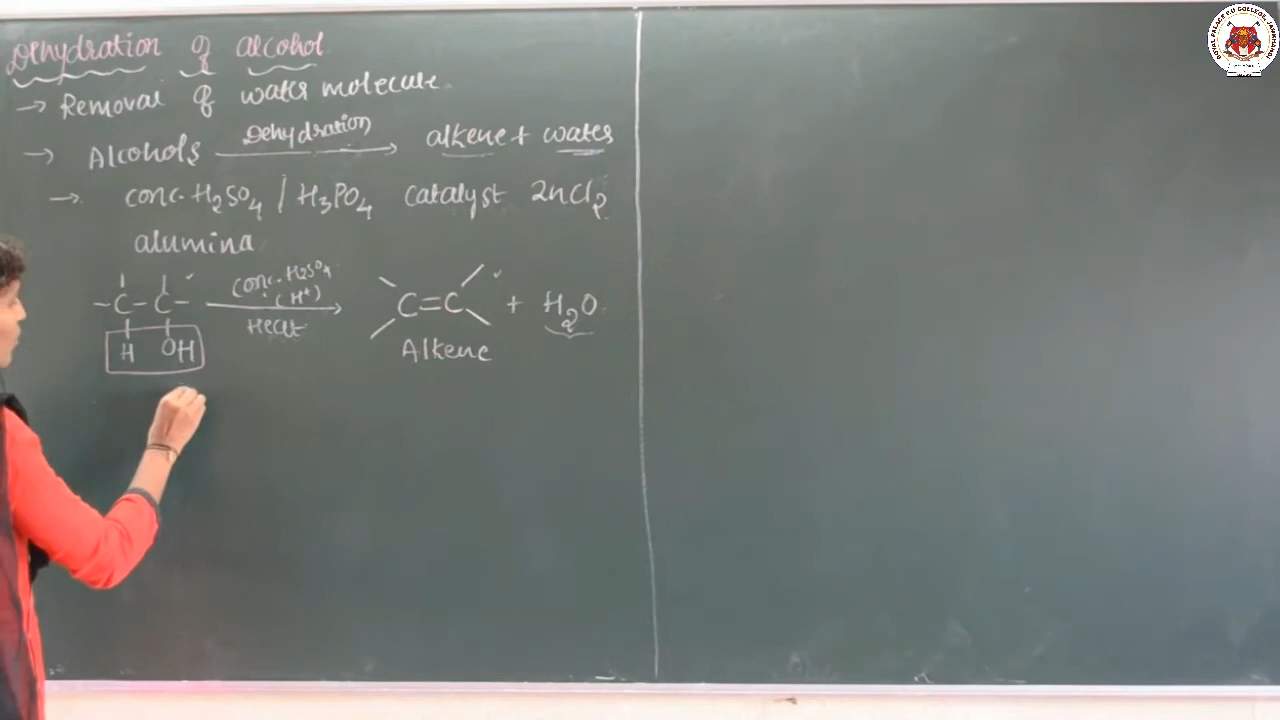 Dehydration of alcohol
→ Removal of water molecule.
→ Alcohols Dehydration → alkene + water
→ conc. H₂SO₄ / H₃PO₄ catalyst ZnCl₂
alumina
-C-C- conc. H₂SO₄ (H⁺) Heat → C=C + H₂O
H OH Alkene